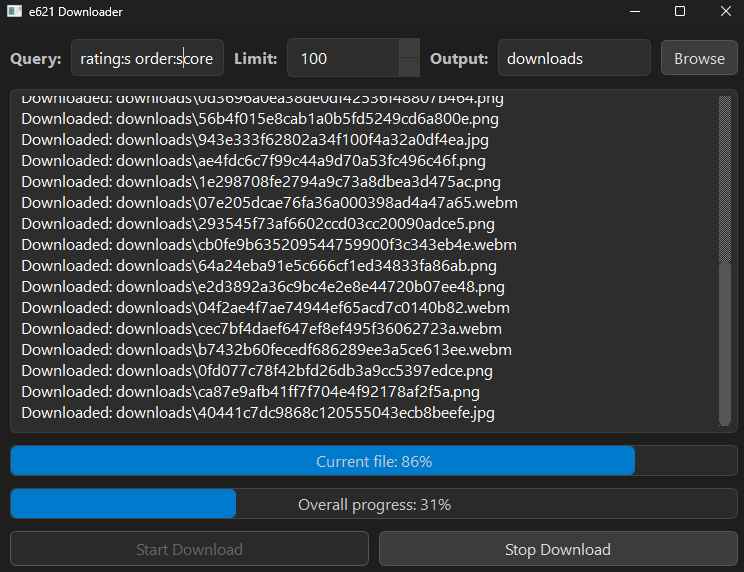 e621 Downloader
Query: rating:s order:score Limit: 100 Output: downloads Browse
Downloaded: downloads\0d3696a0ea38de0df42536f48807b464.png
Downloaded: downloads\56b4f015e8cab1a0b5fd5249cd6a800e.png
Downloaded: downloads\943e333f62802a34f100f4a32a0df4ea.jpg
Downloaded: downloads\ae4fdc6c7f99c44a9d70a53fc496c46f.png
Downloaded: downloads\1e298708fe2794a9c73a8dbea3d475ac.png
Downloaded: downloads\07e205dcae76fa36a000398ad4a47a65.webm
Downloaded: downloads\293545f73af6602ccd03cc20090adce5.png
Downloaded: downloads\cb0fe9b635209544759900f3c343eb4e.webm
Downloaded: downloads\64a24eba91e5c666cf1ed34833fa86ab.png
Downloaded: downloads\e2d3892a36c9bc4e2e8e44720b07ee48.png
Downloaded: downloads\04f2ae4f7ae74944ef65acd7c0140b82.webm
Downloaded: downloads\cec7bf4daef647ef8ef495f36062723a.webm
Downloaded: downloads\b7432b60fecedf686289ee3a5ce613ee.webm
Downloaded: downloads\0fd077c78f42bfd26db3a9cc5397edce.png
Downloaded: downloads\ca87e9afb41ff7f704e4f92178af2f5a.png
Downloaded: downloads\40441c7dc9868c120555043ecb8beefe.jpg
Current file: 86%
Overall progress: 31%
Start Download Stop Download